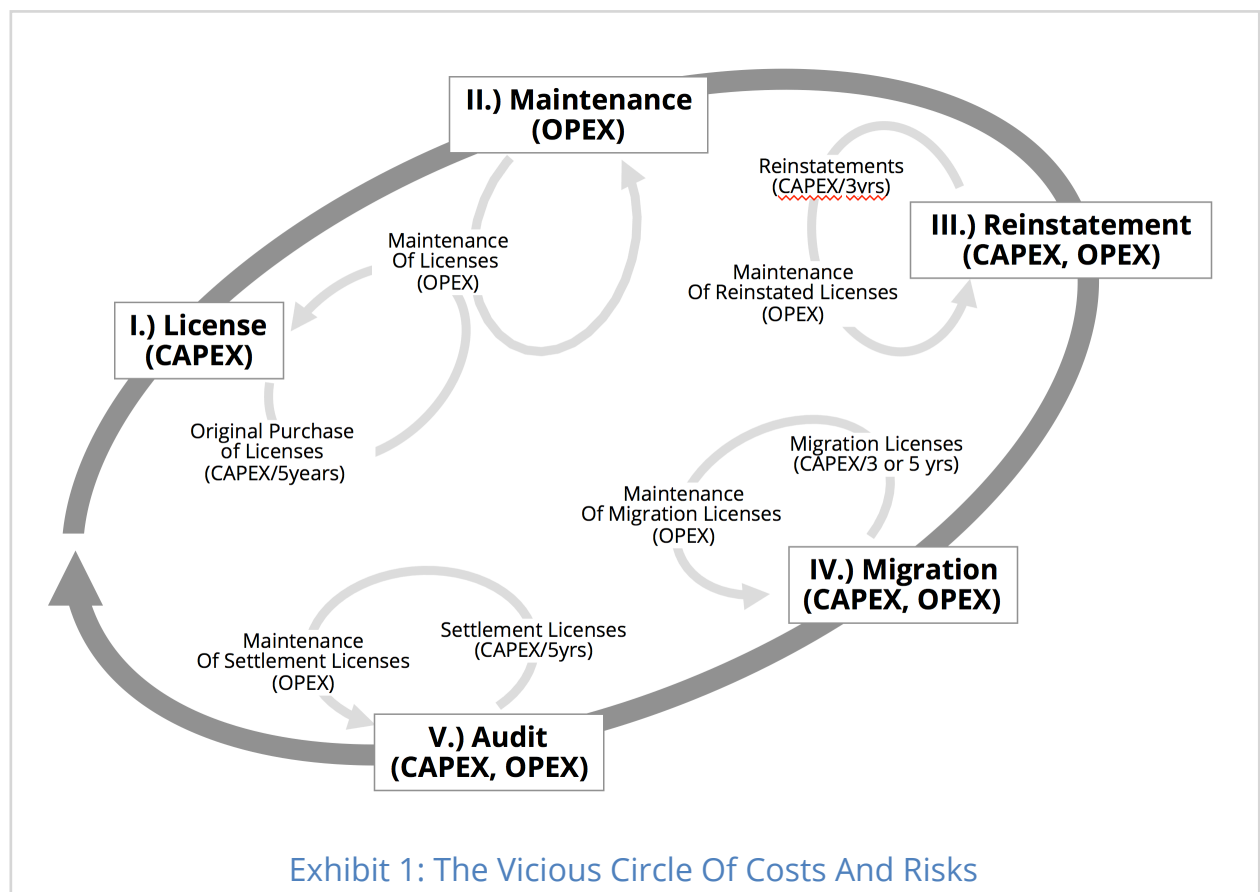 II.) Maintenance
(OPEX)
Reinstatements
(CAPEX/3vrs)
III.) Reinstatement
(CAPEX, OPEX)
Maintenance
Of Licenses
(OPEX)
Maintenance
Of Reinstated Licenses
(OPEX)
I.) License
(CAPEX)
Original Purchase
of Licenses
(CAPEX/5years)
Migration Licenses
(CAPEX/3 or 5 yrs)
Maintenance
Of Migration Licenses
(OPEX)
IV.) Migration
(CAPEX, OPEX)
Settlement Licenses
(CAPEX/5yrs)
Maintenance
Of Settlement Licenses
(OPEX)
V.) Audit
(CAPEX, OPEX)
Exhibit 1: The Vicious Circle Of Costs And Risks